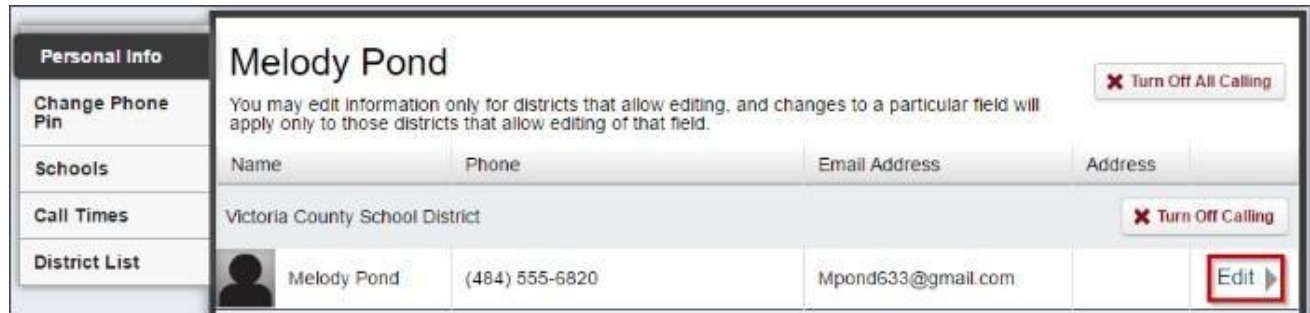 Personal Info
Change Phone
Pin
Schools
Call Times
District List
Melody Pond
Turn Off All Calling
You may edit information only for districts that allow editing, and changes to a particular field will
apply only to those districts that allow editing of that field.
Name Phone Email Address Address
Victoria County School District Turn Off Calling
Melody Pond (484) 555-6820 Mpond633@gmail.com Edit